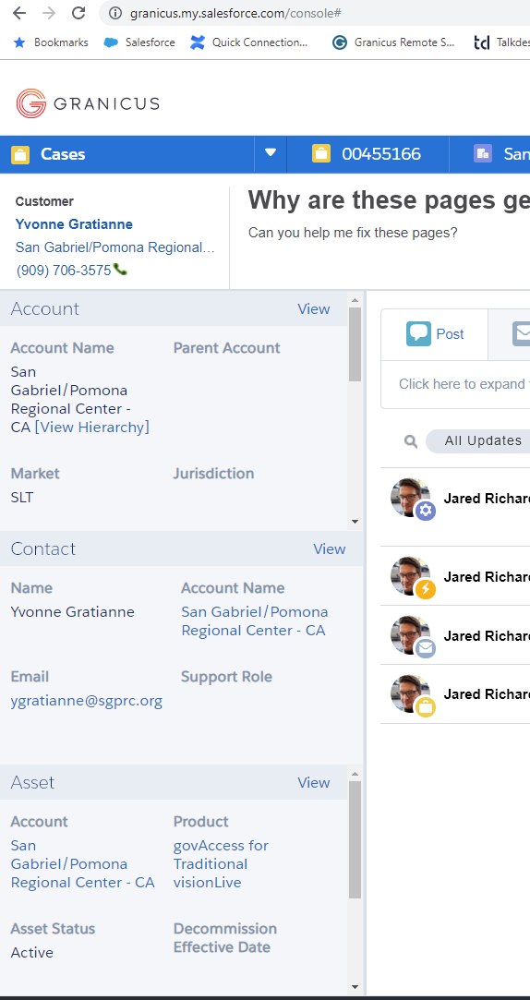 granicus.my.salesforce.com/console#
Bookmarks Salesforce Quick Connection... Granicus Remote S... Talkdes
GRANICUS
Cases 00455166 San
Customer
Yvonne Gratianne
San Gabriel/Pomona Regional...
(909) 706-3575
Why are these pages ge
Can you help me fix these pages?
Account View
Account Name Parent Account
San
Gabriel/Pomona
Regional Center -
CA [View Hierarchy]
Market Jurisdiction
SLT
Contact View
Name Account Name
Yvonne Gratianne San Gabriel/Pomona
Regional Center - CA
Email Support Role
ygratianne@sgprc.org
Asset View
Account Product
San govAccess for
Gabriel/Pomona Traditional
Regional Center - CA visionLive
Asset Status Decommission
Active Effective Date
Post
Click here to expand
All Updates
Jared Richar
Jared Richar
Jared Richar
Jared Richar